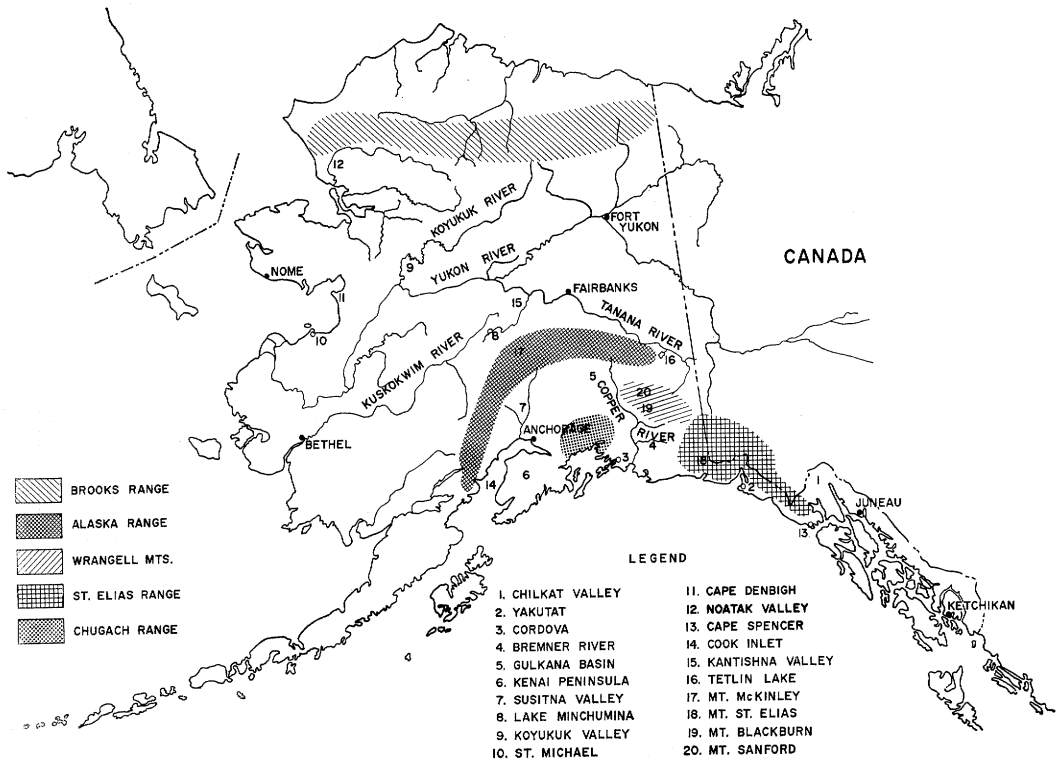 12
KOYUKUK RIVER
FORT
YUKON
9
YUKON RIVER
CANADA
NOME
11
15
FAIRBANKS
TANANA RIVER
10
8
17
16
KUSKOKWIM RIVER
5
COPPER
RIVER
20
19
7
ANCHORAGE
BETHEL
4
3
18
2
6
14
1
JUNEAU
13
KETCHIKAN
BROOKS RANGE
ALASKA RANGE
WRANGELL MTS.
ST. ELIAS RANGE
CHUGACH RANGE
LEGEND
1. CHILKAT VALLEY
2. YAKUTAT
3. CORDOVA
4. BREMNER RIVER
5. GULKANA BASIN
6. KENAI PENINSULA
7. SUSITNA VALLEY
8. LAKE MINCHUMINA
9. KOYUKUK VALLEY
10. ST. MICHAEL
11. CAPE DENBIGH
12. NOATAK VALLEY
13. CAPE SPENCER
14. COOK INLET
15. KANTISHNA VALLEY
16. TETLIN LAKE
17. MT. McKINLEY
18. MT. ST. ELIAS
19. MT. BLACKBURN
20. MT. SANFORD